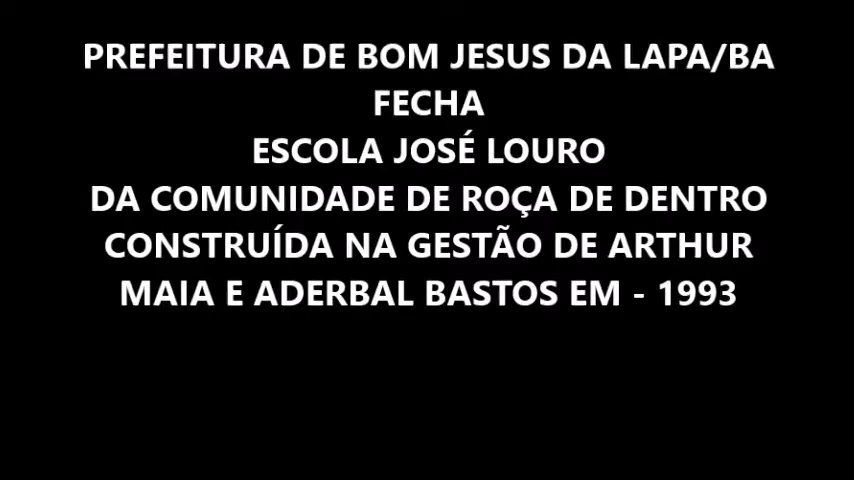 PREFEITURA DE BOM JESUS DA LAPA/BA
FECHA
ESCOLA JOSÉ LOURO
DA COMUNIDADE DE ROÇA DE DENTRO
CONSTRUÍDA NA GESTÃO DE ARTHUR
MAIA E ADERBAL BASTOS EM - 1993